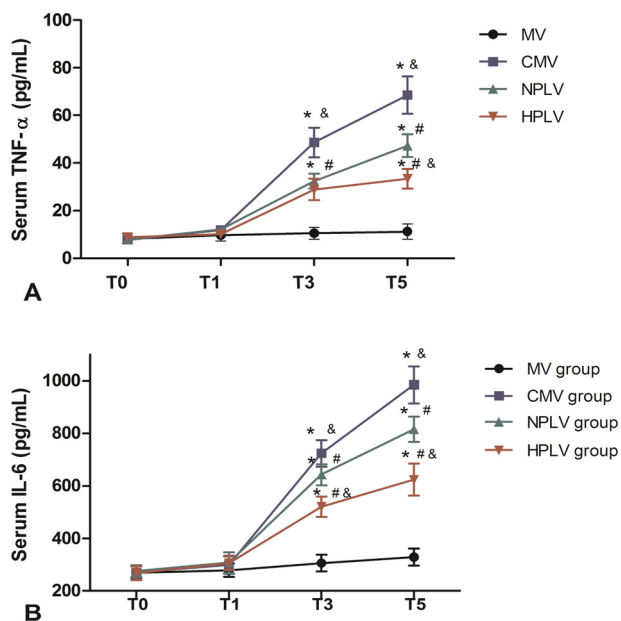 Serum TNF-α (pg/mL)
100
80
60
40
20
0
T0
T1
T3
T5
* &
* &
* #
* #
* # &
MV
CMV
NPLV
HPLV
A
Serum IL-6 (pg/mL)
1000
800
600
400
200
T0
T1
T3
T5
* &
* &
* #
* #
* # &
* # &
MV group
CMV group
NPLV group
HPLV group
B